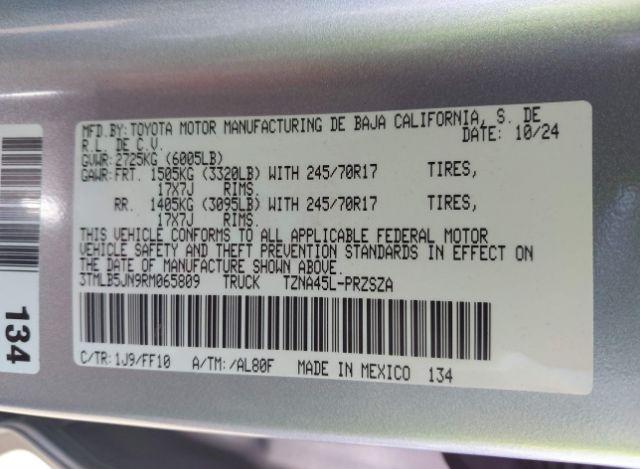 MFD.BY:TOYOTA MOTOR MANUFACTURING DE BAJA CALIFORNIA, S. DE
R.L. DE C.V. DATE: 10/24
GVWR:2725KG (6005LB)
GAWR:FRT. 1505KG (3320LB) WITH 245/70R17 TIRES,
17X7J RIMS.
RR. 1405KG (3095LB) WITH 245/70R17 TIRES,
17X7J RIMS.
THIS VEHICLE CONFORMS TO ALL APPLICABLE FEDERAL MOTOR
VEHICLE SAFETY AND THEFT PREVENTION STANDARDS IN EFFECT ON
THE DATE OF MANUFACTURE SHOWN ABOVE.
3TMLB5JN9RM065809 TRUCK TZNA45L-PRZSZA
C/TR:1J9/FF10 A/TM:/AL80F MADE IN MEXICO 134
134